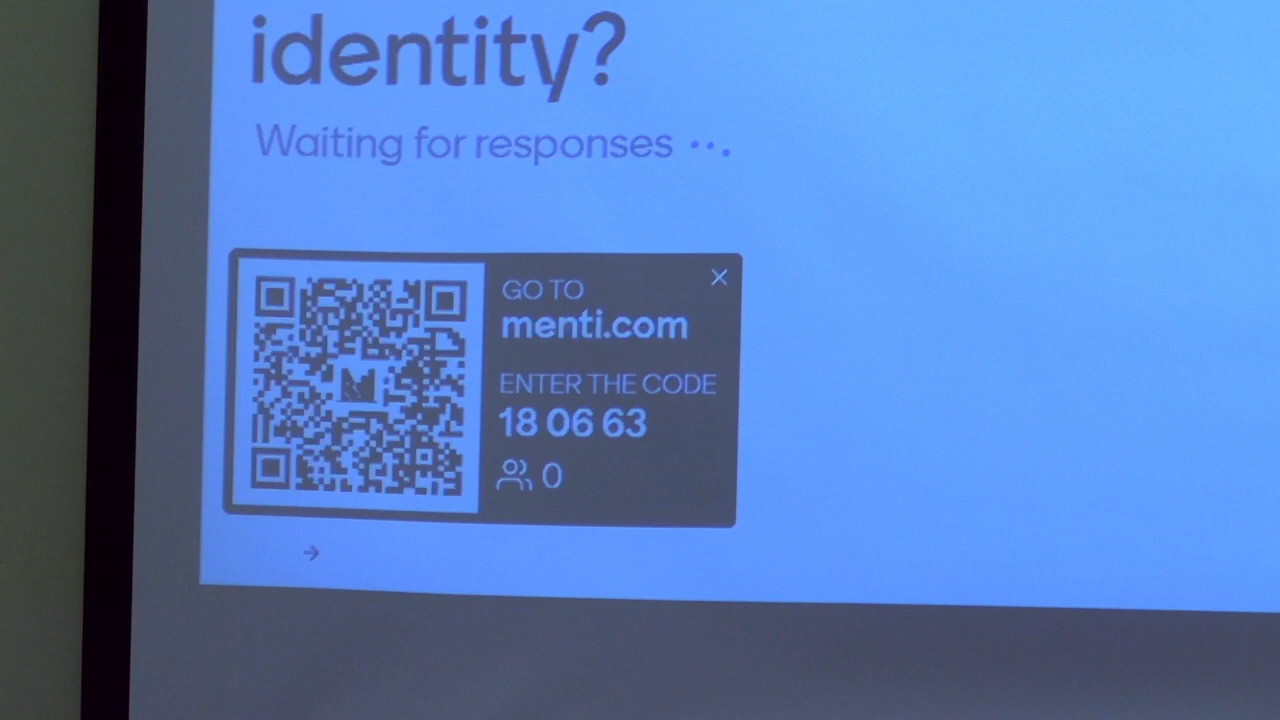 identity?
Waiting for responses ...
GO TO
menti.com
ENTER THE CODE
18 06 63
0